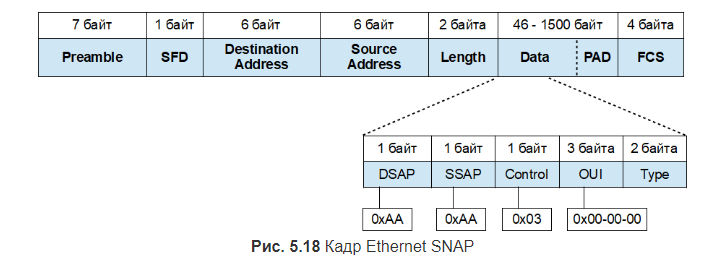 7 байт 1 байт 6 байт 6 байт 2 байта 46 - 1500 байт 4 байта
Preamble SFD Destination Address Source Address Length Data PAD FCS
1 байт 1 байт 1 байт 3 байта 2 байта
DSAP SSAP Control OUI Type
0xAA 0xAA 0x03 0x00-00-00
Рис. 5.18 Кадр Ethernet SNAP